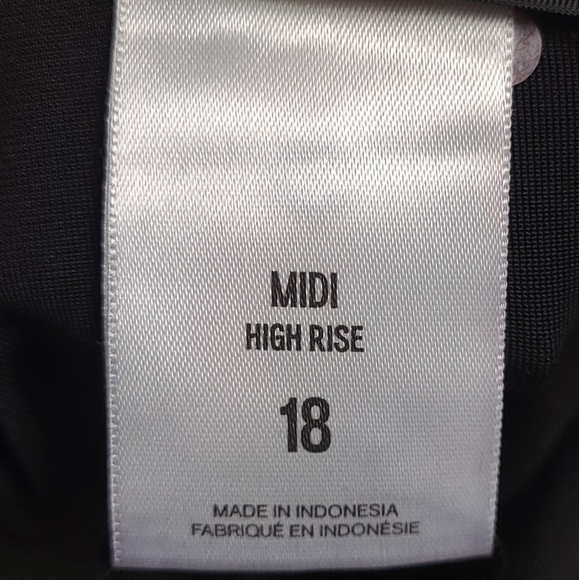 MIDI
HIGH RISE
18
MADE IN INDONESIA
FABRIQUÉ EN INDONÉSIE